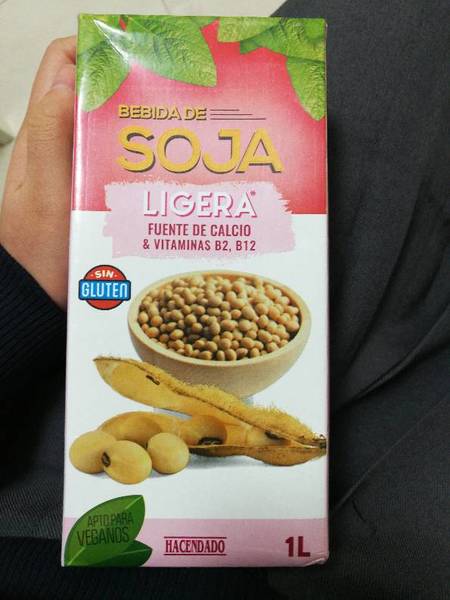 BEBIDA DE
SOJA
LIGERA*
FUENTE DE CALCIO
& VITAMINAS B2, B12
SIN
GLUTEN
APTO PARA
VEGANOS
HACENDADO
1L